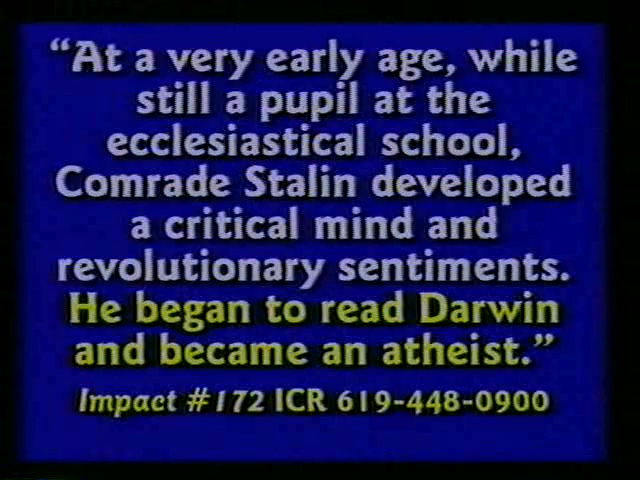 “At a very early age, while
still a pupil at the
ecclesiastical school,
Comrade Stalin developed
a critical mind and
revolutionary sentiments.
He began to read Darwin
and became an atheist.”
Impact #172 ICR 619-448-0900